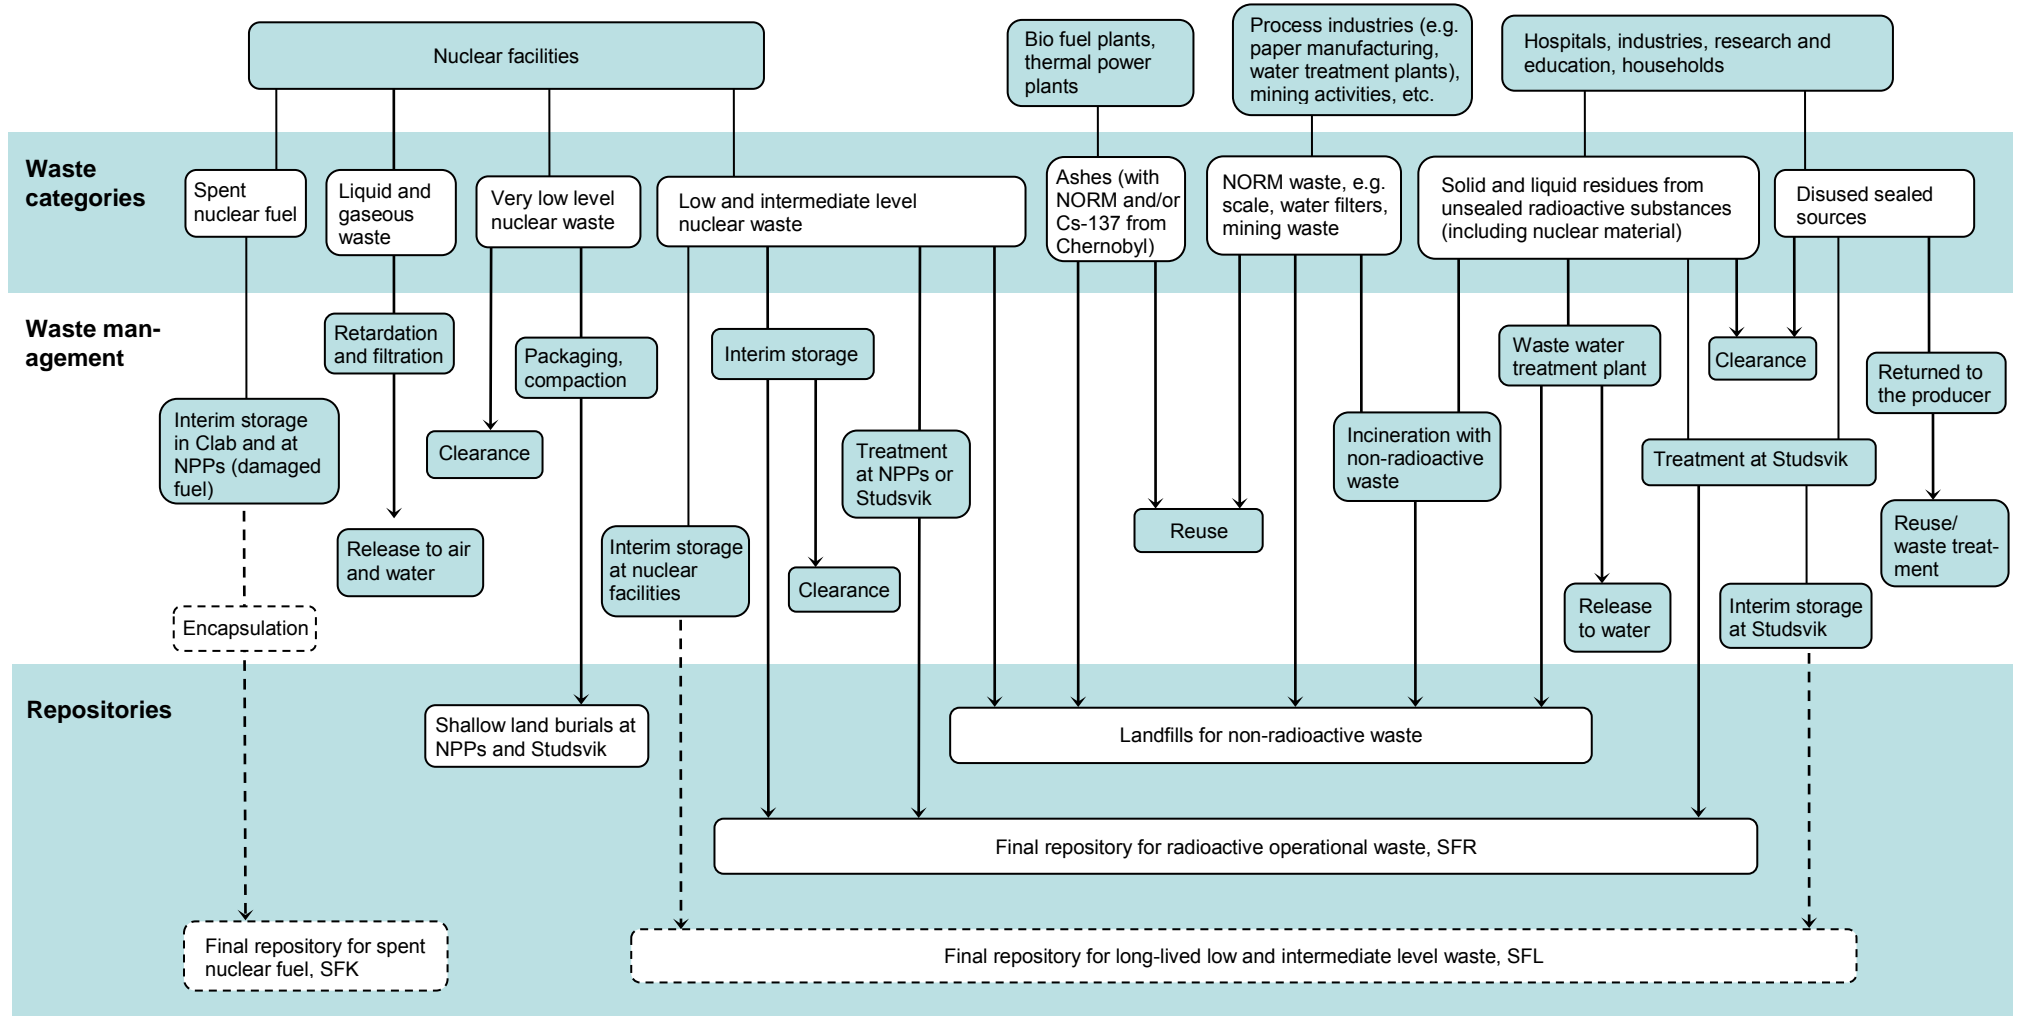 Nuclear facilities
Bio fuel plants,
thermal power
plants
Process industries (e.g.
paper manufacturing,
water treatment plants),
mining activities, etc.
Hospitals, industries, research and
education, households
Waste
categories
Spent
nuclear fuel
Liquid and
gaseous
waste
Very low level
nuclear waste
Low and intermediate level
nuclear waste
Ashes (with
NORM and/or
Cs-137 from
Chernobyl)
NORM waste, e.g.
scale, water filters,
mining waste
Solid and liquid residues from
unsealed radioactive substances
(including nuclear material)
Disused sealed
sources
Waste man-
agement
Retardation
and filtration
Packaging,
compaction
Interim storage
Waste water
treatment plant
Clearance
Returned to
the producer
Interim storage
in Clab and at
NPPs (damaged
fuel)
Clearance
Treatment
at NPPs or
Studsvik
Incineration with
non-radioactive
waste
Treatment at Studsvik
Release to air
and water
Interim storage
at nuclear
facilities
Clearance
Reuse
Reuse/
waste treat-
ment
Release
to water
Interim storage
at Studsvik
Encapsulation
Repositories
Shallow land burials at
NPPs and Studsvik
Landfills for non-radioactive waste
Final repository for radioactive operational waste, SFR
Final repository for spent
nuclear fuel, SFK
Final repository for long-lived low and intermediate level waste, SFL